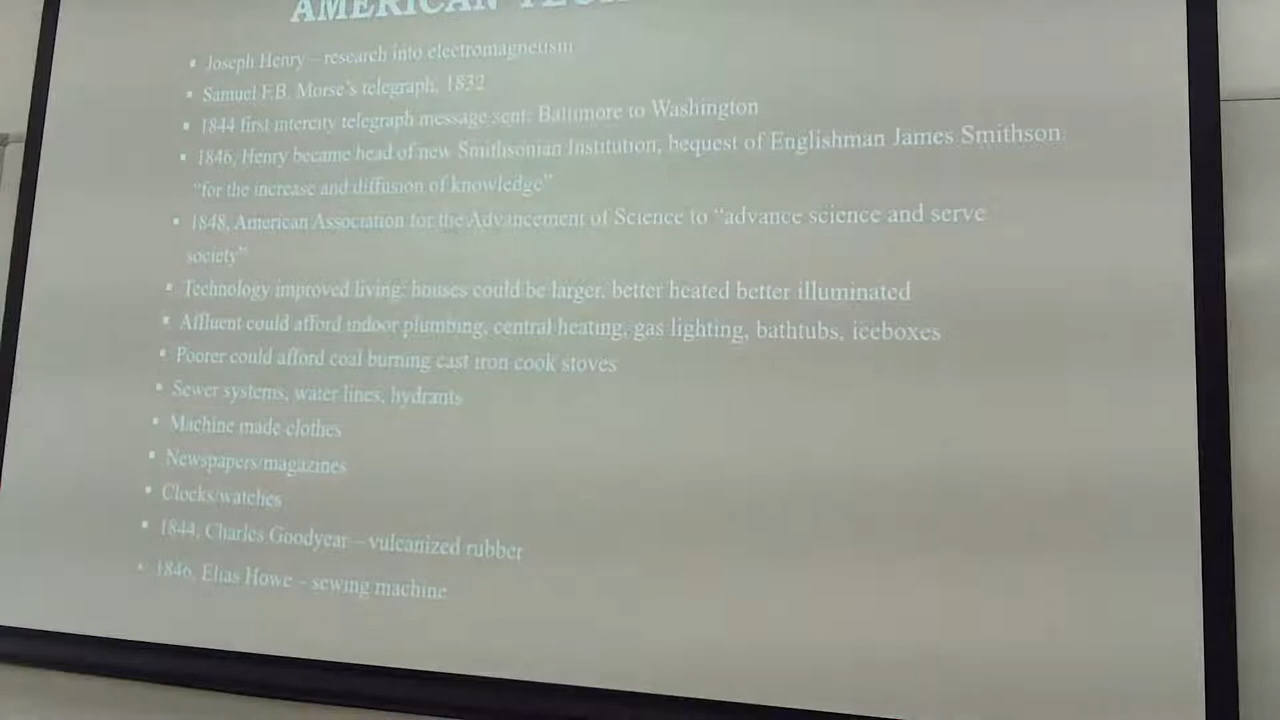 AMERICAN
▪ Joseph Henry – research into electromagnetism
▪ Samuel F.B. Morse's telegraph, 1832
▪ 1844 first intercity telegraph message sent: Baltimore to Washington
▪ 1846, Henry became head of new Smithsonian Institution, bequest of Englishman James Smithson
"for the increase and diffusion of knowledge"
▪ 1848, American Association for the Advancement of Science to "advance science and serve
society"
▪ Technology improved living: houses could be larger, better heated better illuminated
▪ Affluent could afford indoor plumbing, central heating, gas lighting, bathtubs, iceboxes
▪ Poorer could afford coal burning cast iron cook stoves
▪ Sewer systems, water lines, hydrants
▪ Machine made clothes
▪ Newspapers/magazines
▪ Clocks/watches
▪ 1844, Charles Goodyear – vulcanized rubber
▪ 1846, Elias Howe – sewing machine